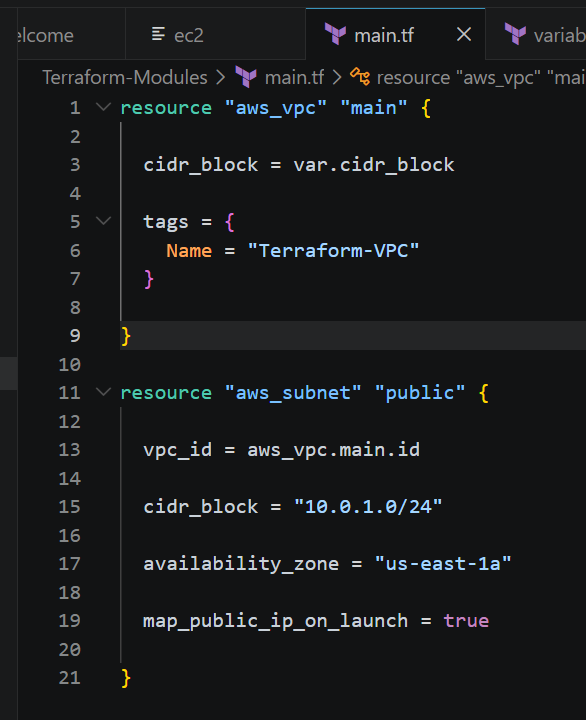 elcome ec2 main.tf variab
Terraform-Modules > main.tf > resource "aws_vpc" "mai
1 resource "aws_vpc" "main" {
2
3 cidr_block = var.cidr_block
4
5 tags = {
6 Name = "Terraform-VPC"
7 }
8
9 }
10
11 resource "aws_subnet" "public" {
12
13 vpc_id = aws_vpc.main.id
14
15 cidr_block = "10.0.1.0/24"
16
17 availability_zone = "us-east-1a"
18
19 map_public_ip_on_launch = true
20
21 }